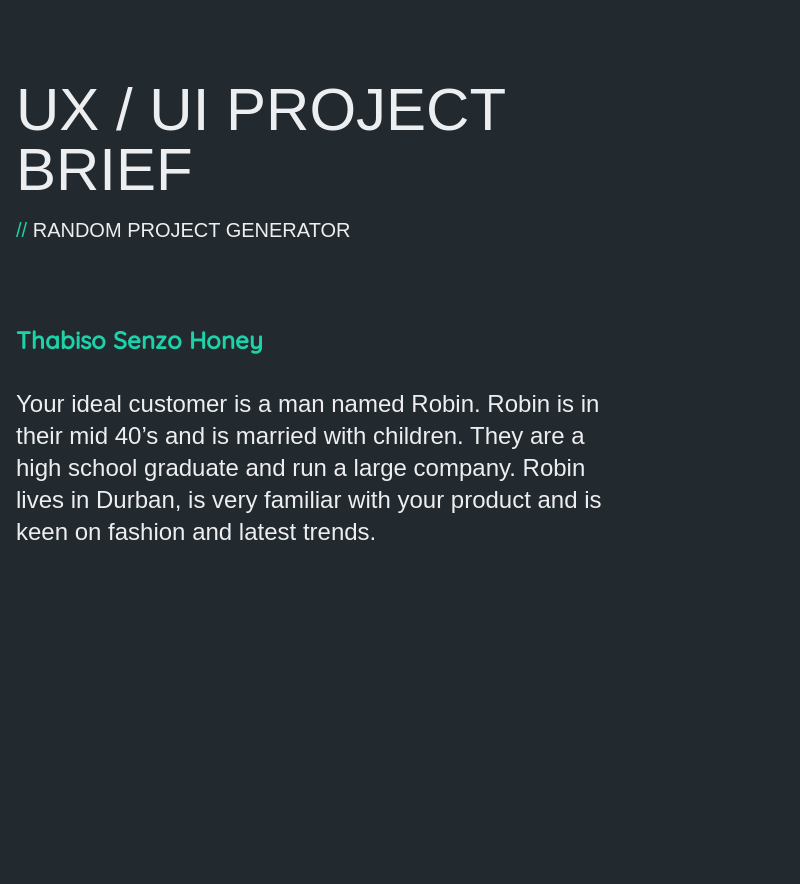 UX / UI PROJECT
BRIEF
// RANDOM PROJECT GENERATOR
Thabiso Senzo Honey
Your ideal customer is a man named Robin. Robin is in
their mid 40’s and is married with children. They are a
high school graduate and run a large company. Robin
lives in Durban, is very familiar with your product and is
keen on fashion and latest trends.